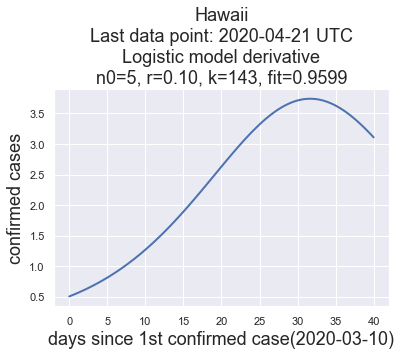 Hawaii
Last data point: 2020-04-21 UTC
Logistic model derivative
n0=5, r=0.10, k=143, fit=0.9599
confirmed cases
3.5
3.0
2.5
2.0
1.5
1.0
0.5
0 5 10 15 20 25 30 35 40
days since 1st confirmed case(2020-03-10)